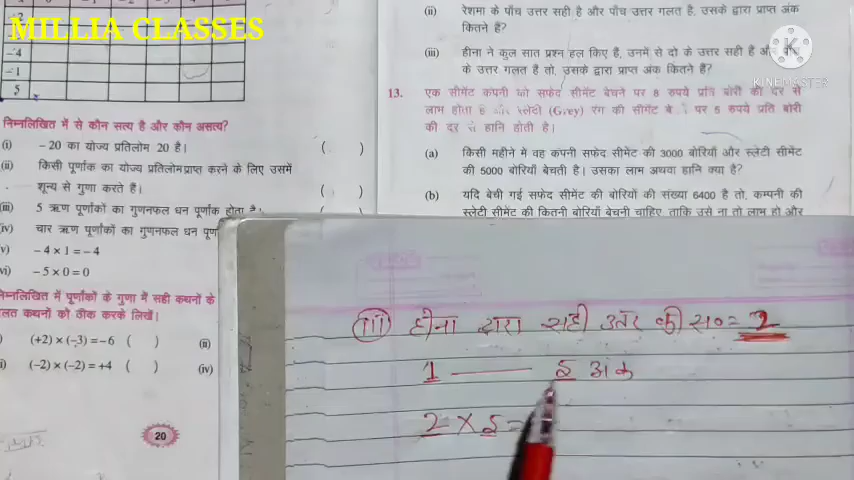 MILLIA CLASSES
-4
-1
5
निम्नलिखित में से कौन सत्य है और कौन असत्य?
(i) - 20 का योज्य प्रतिलोम 20 है। ( )
(ii) किसी पूर्णांक का योज्य प्रतिलोमप्राप्त करने के लिए उसमें
शून्य से गुणा करते हैं। ( )
(iii) 5 ऋण पूर्णांकों का गुणनफल धन पूर्णांक होता है।
(iv) चार ऋण पूर्णांकों का गुणनफल धन
v) - 4 × 1 = - 4
vi) - 5 × 0 = 0
निम्नलिखित में पूर्णांकों के गुणा में सही कथनों के
कथनों को ठीक करके लिखें।
(+2) × (-3) = -6 ( ) (ii)
(-2) × (-2) = +4 ( ) (iv)
20
(ii) रेशमा के पाँच उत्तर सही है और पाँच उत्तर गलत है, उसके द्वारा प्राप्त अंक
कितने हैं?
(iii) हीना ने कुल सात प्रश्न हल किए है, उनमें से दो के उत्तर सही है और
के उत्तर गलत है तो, उसके द्वारा प्राप्त अंक कितने हैं?
KINEMASTER
13. एक सीमेंट कंपनी को सफेद सीमेंट बेचने पर 8 रुपये प्रति बोरी की दर से
लाभ होता है (Grey) रंग की सीमेंट पर 5 रुपये प्रति बोरी
की दर से हानि होती है।
(a) किसी महीने में वह कंपनी सफेद सीमेंट की 3000 बोरियाँ और स्लेटी सीमेंट
की 5000 बोरियाँ बेचती है। उसका लाभ अथवा हानि क्या है?
(b) यदि बेची गई सफेद सीमेंट की बोरियों की संख्या 6400 है तो, कम्पनी को
स्लेटी सीमेंट की कितनी बोरियाँ बेचनी चाहिए, ताकि उसे ना तो लाभ हो और
(iii) हीना द्वारा सही उत्तर की सं० = 2
1 — 5 अंक
2 × 5 =